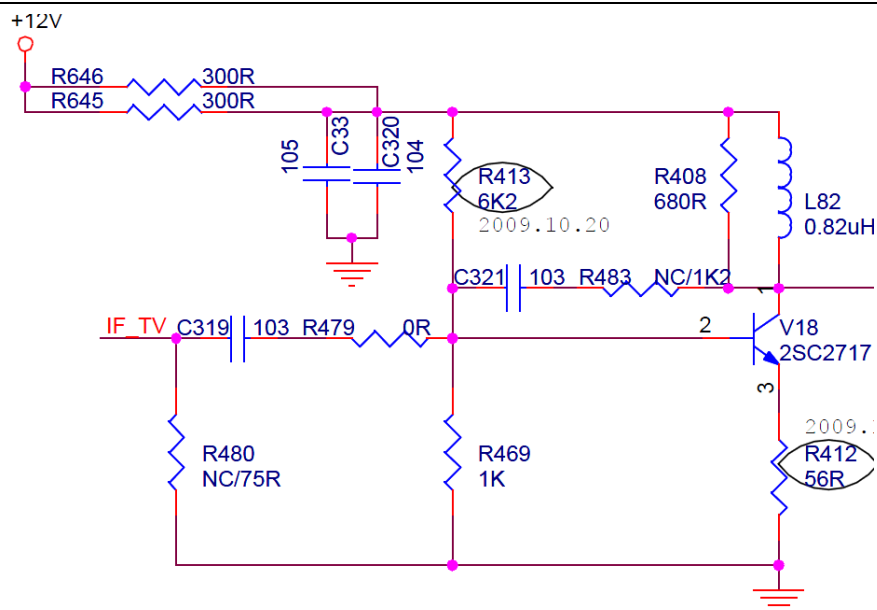 +12V
R646 300R
R645 300R
105
C33
C320
104
R413
6K2
2009.10.20
R408
680R
L82
0.82uH
C321 103 R483 NC/1K2
1
IF_TV C319 103 R479 0R
2
V18
2SC2717
3
R480
NC/75R
R469
1K
2009.
R412
56R